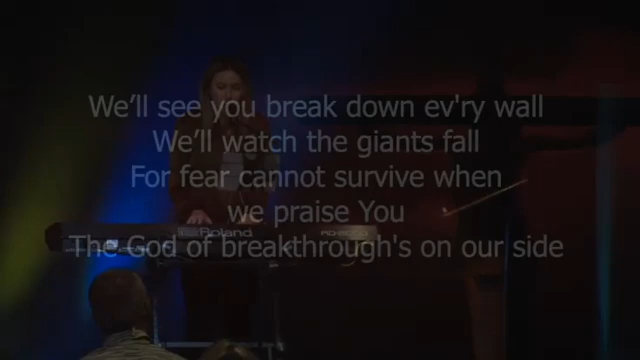 We’ll see you break down ev'ry wall
We’ll watch the giants fall
For fear cannot survive when
we praise You
Roland
The God of breakthrough's on our side